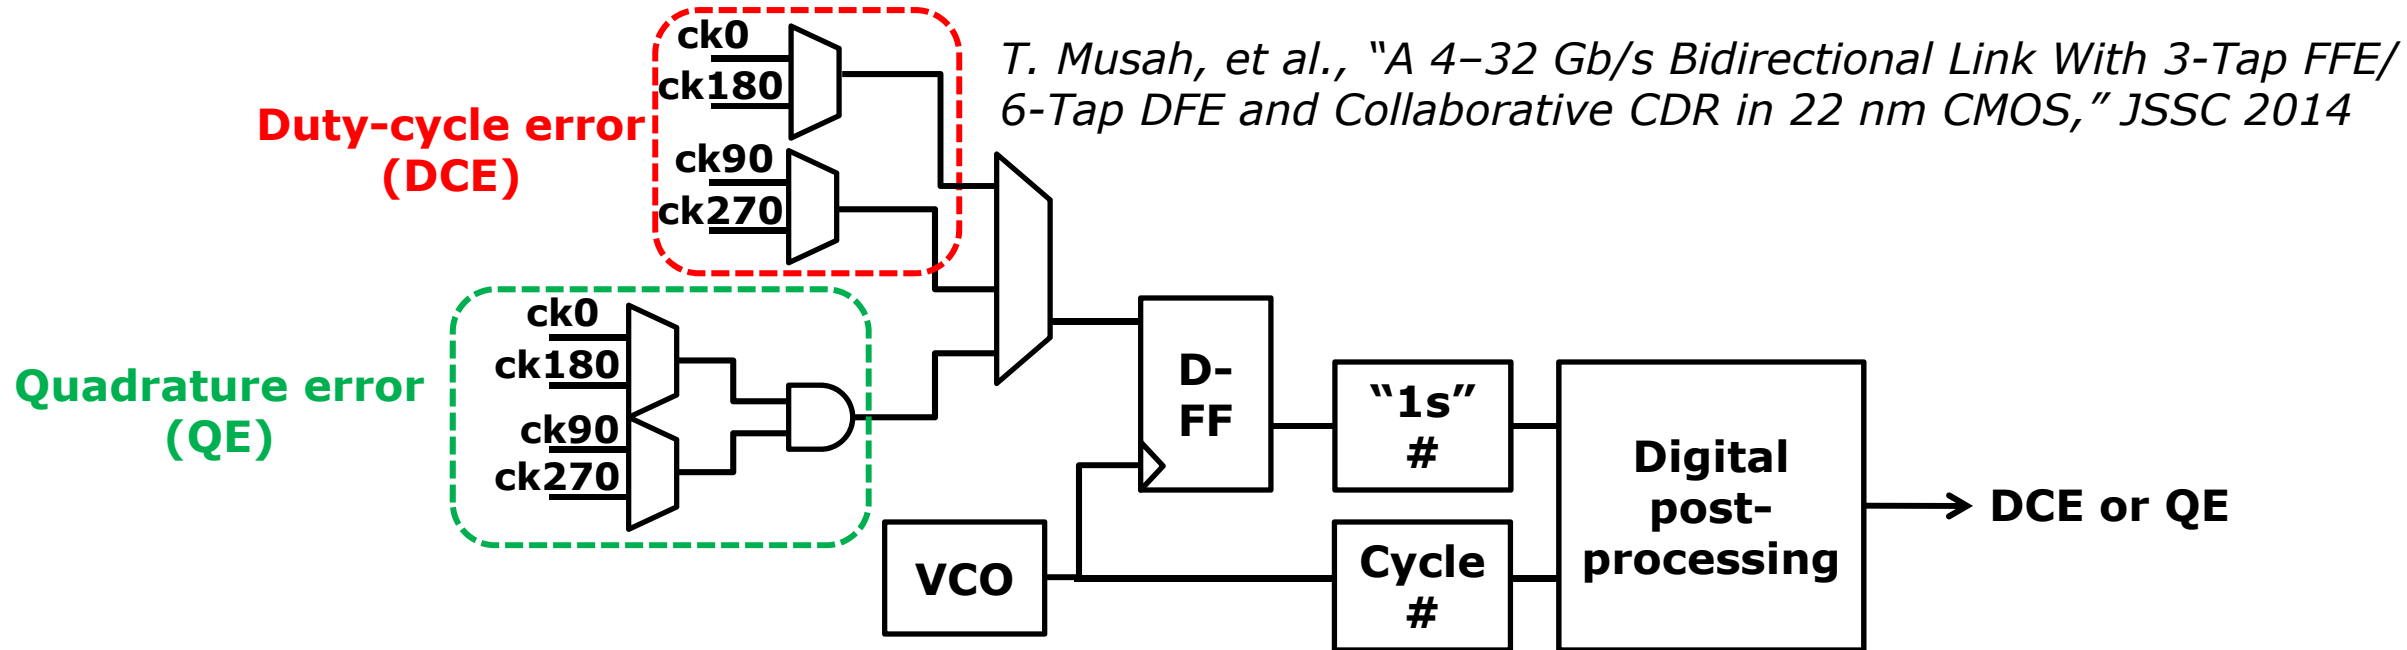 ck0
ck180
Duty-cycle error
(DCE)
ck90
ck270
T. Musah, et al., “A 4–32 Gb/s Bidirectional Link With 3-Tap FFE/
6-Tap DFE and Collaborative CDR in 22 nm CMOS,” JSSC 2014
ck0
ck180
Quadrature error
(QE)
ck90
ck270
D-
FF
“1s”
#
VCO
Cycle
#
Digital
post-
processing
DCE or QE